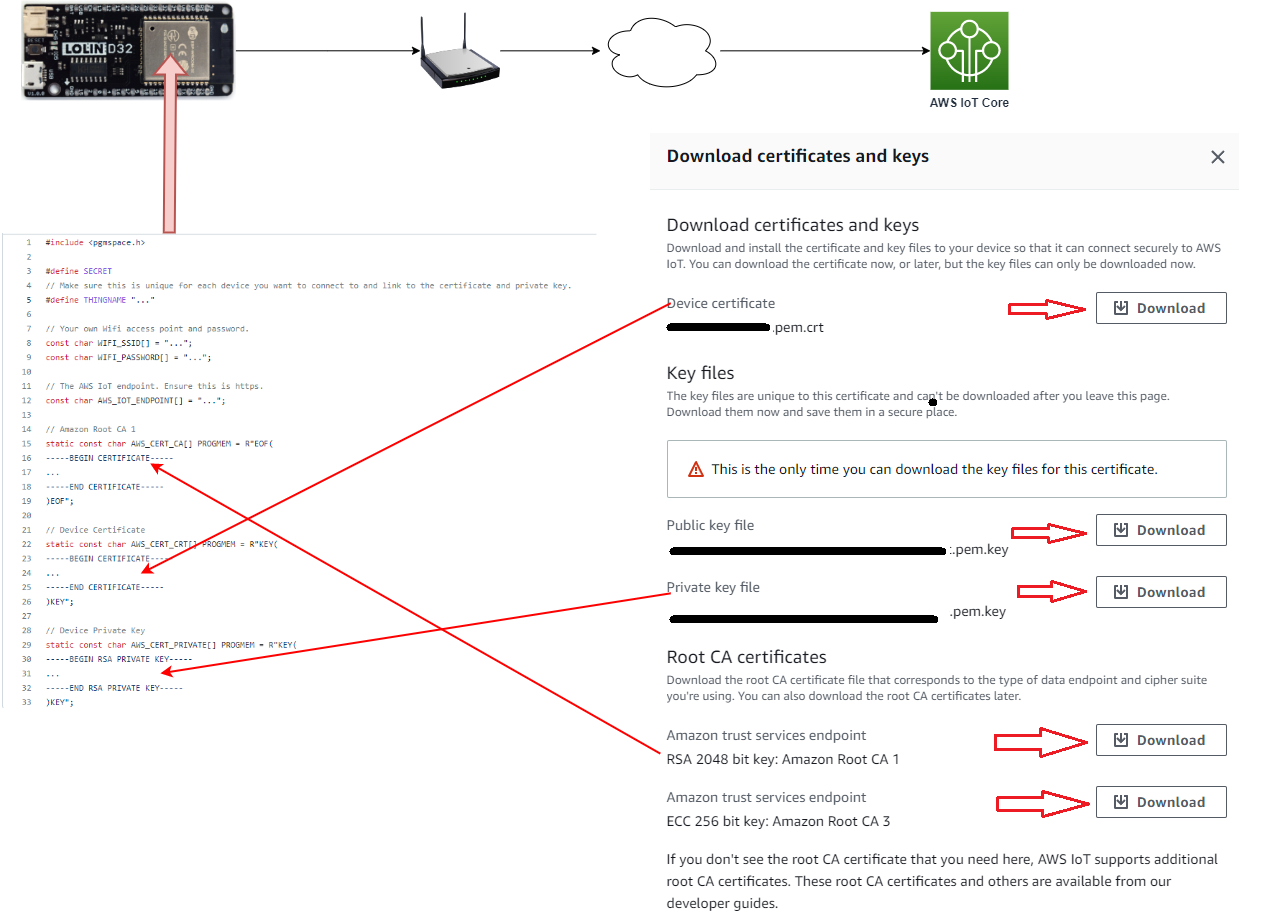 LOLIN D32
RESET
USB
V1.0.0
AWS IoT Core
1 #include <pgmspace.h>
2
3 #define SECRET
4 // Make sure this is unique for each device you want to connect to and link to the certificate and private key.
5 #define THINGNAME "..."
6
7 // Your own Wifi access point and password.
8 const char WIFI_SSID[] = "...";
9 const char WIFI_PASSWORD[] = "...";
10
11 // The AWS IoT endpoint. Ensure this is https.
12 const char AWS_IOT_ENDPOINT[] = "...";
13
14 // Amazon Root CA 1
15 static const char AWS_CERT_CA[] PROGMEM = R"EOF(
16 -----BEGIN CERTIFICATE-----
17 ...
18 -----END CERTIFICATE-----
19 )EOF";
20
21 // Device Certificate
22 static const char AWS_CERT_CRT[] PROGMEM = R"KEY(
23 -----BEGIN CERTIFICATE-----
24 ...
25 -----END CERTIFICATE-----
26 )KEY";
27
28 // Device Private Key
29 static const char AWS_CERT_PRIVATE[] PROGMEM = R"KEY(
30 -----BEGIN RSA PRIVATE KEY-----
31 ...
32 -----END RSA PRIVATE KEY-----
33 )KEY";
Download certificates and keys
Download certificates and keys
Download and install the certificate and key files to your device so that it can connect securely to AWS
IoT. You can download the certificate now, or later, but the key files can only be downloaded now.
Device certificate
.pem.crt
Download
Key files
The key files are unique to this certificate and can't be downloaded after you leave this page.
Download them now and save them in a secure place.
This is the only time you can download the key files for this certificate.
Public key file
.pem.key
Download
Private key file
.pem.key
Download
Root CA certificates
Download the root CA certificate file that corresponds to the type of data endpoint and cipher suite
you're using. You can also download the root CA certificates later.
Amazon trust services endpoint
RSA 2048 bit key: Amazon Root CA 1
Download
Amazon trust services endpoint
ECC 256 bit key: Amazon Root CA 3
Download
If you don't see the root CA certificate that you need here, AWS IoT supports additional
root CA certificates. These root CA certificates and others are available from our
developer guides.